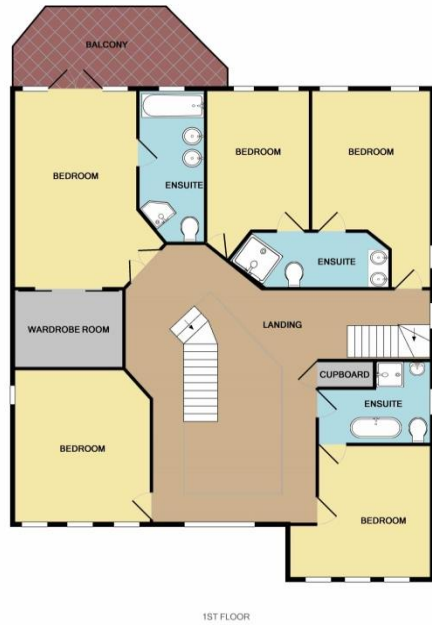 BALCONY
BEDROOM
BEDROOM
BEDROOM
ENSUITE
ENSUITE
WARDROBE ROOM
LANDING
CUPBOARD
ENSUITE
BEDROOM
BEDROOM
1ST FLOOR